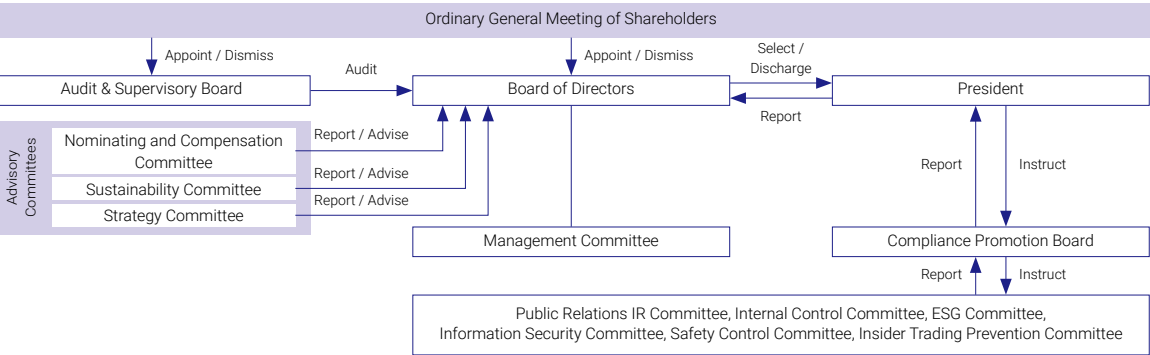 Ordinary General Meeting of Shareholders
Appoint / Dismiss
Appoint / Dismiss
Select /
Discharge
Audit & Supervisory Board
Audit
Board of Directors
President
Report
Advisory
Committees
Nominating and Compensation
Committee
Report / Advise
Sustainability Committee
Report / Advise
Strategy Committee
Report / Advise
Report
Instruct
Management Committee
Compliance Promotion Board
Report
Instruct
Public Relations IR Committee, Internal Control Committee, ESG Committee,
Information Security Committee, Safety Control Committee, Insider Trading Prevention Committee